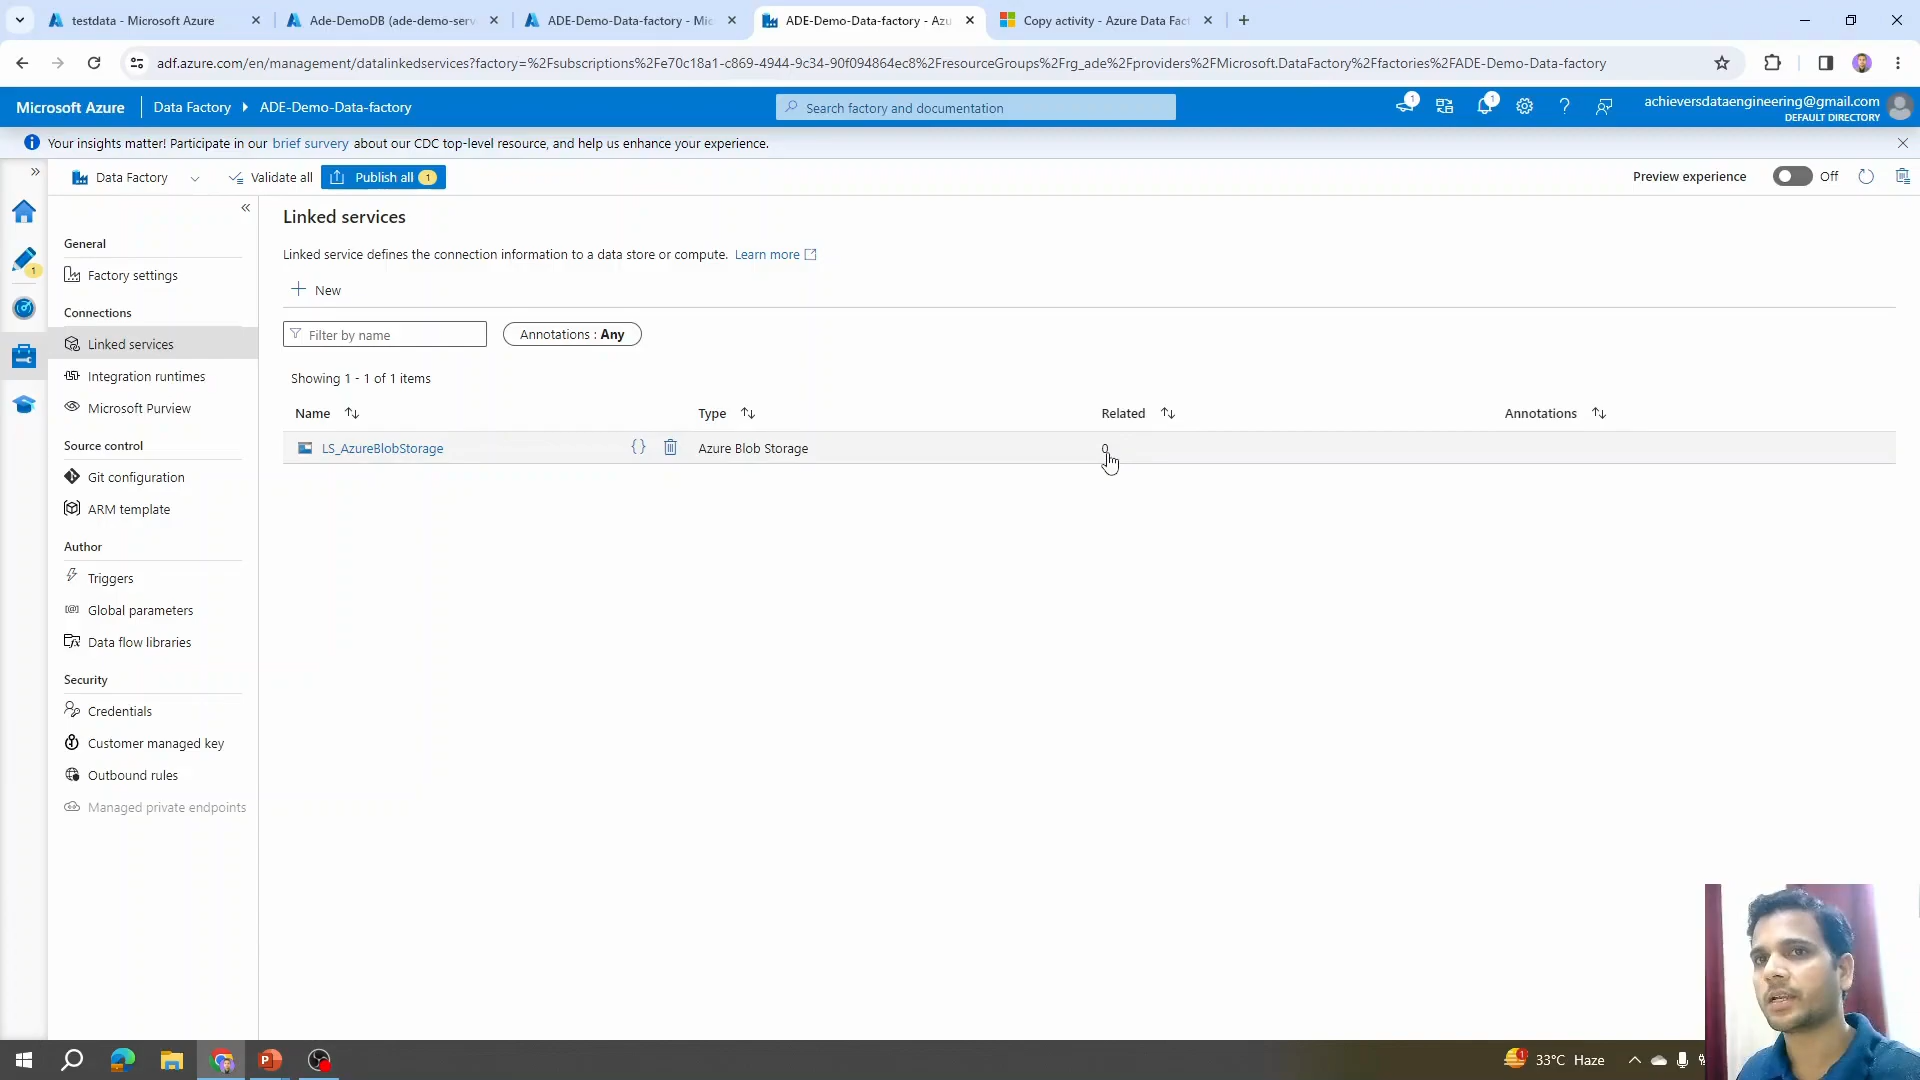 testdata - Microsoft Azure
Ade-DemoDB (ade-demo-serv
ADE-Demo-Data-factory - Mic
ADE-Demo-Data-factory - Azu
Copy activity - Azure Data Fact
adf.azure.com/en/management/datalinkedservices?factory=%2Fsubscriptions%2Fe70c18a1-c869-4944-9c34-90f094864ec8%2FresourceGroups%2Frg_ade%2Fproviders%2FMicrosoft.DataFactory%2Ffactories%2FADE-Demo-Data-factory
Microsoft Azure
Data Factory
ADE-Demo-Data-factory
Search factory and documentation
1
1
achieversdataengineering@gmail.com
DEFAULT DIRECTORY
Your insights matter! Participate in our brief survery about our CDC top-level resource, and help us enhance your experience.
Data Factory
Validate all
Publish all 1
Preview experience
Off
1
General
Factory settings
Connections
Linked services
Integration runtimes
Microsoft Purview
Source control
Git configuration
ARM template
Author
Triggers
Global parameters
Data flow libraries
Security
Credentials
Customer managed key
Outbound rules
Managed private endpoints
Linked services
Linked service defines the connection information to a data store or compute. Learn more
New
Filter by name
Annotations : Any
Showing 1 - 1 of 1 items
Name
Type
Related
Annotations
LS_AzureBlobStorage
{}
Azure Blob Storage
0
1
33°C Haze